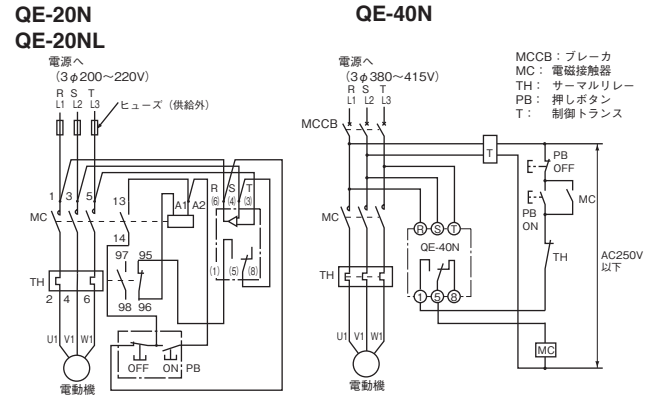 QE-20N
QE-20NL
電源へ
(3φ200～220V)
R S T
L1 L2 L3
ヒューズ（供給外）
1 3 5
13
A1 A2
R S T
(6) (4) (3)
MC
14
97 95
(1) (5) (8)
TH
2 4 6
98 96
U1 V1 W1
OFF ON PB
電動機
QE-40N
電源へ
(3φ380～415V)
R S T
L1 L2 L3
MCCB
MCCB：ブレーカ
MC： 電磁接触器
TH： サーマルリレー
PB： 押しボタン
T： 制御トランス
T
PB
OFF
MC
PB
ON
MC
R S T
QE-40N
TH
TH
AC250V
以下
1 5 8
U1 V1 W1
MC
電動機